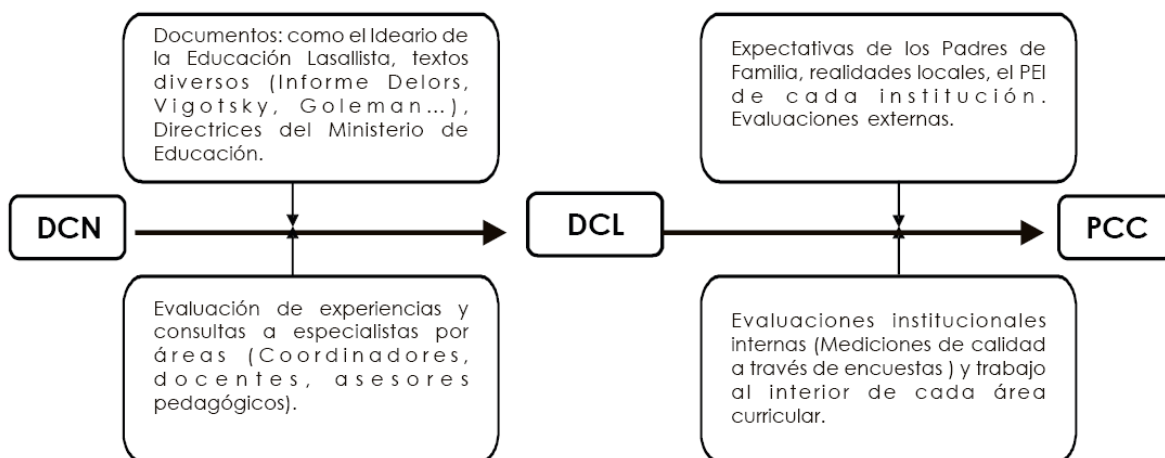 Documentos: como el Ideario de
la Educación Lasallista, textos
diversos (Informe Delors,
Vigotsky, Goleman...),
Directrices del Ministerio de
Educación.
Expectativas de los Padres de
Familia, realidades locales, el PEI
de cada institución.
Evaluaciones externas.
DCN
DCL
PCC
Evaluación de experiencias y
consultas a especialistas por
áreas (Coordinadores,
docentes, asesores
pedagógicos).
Evaluaciones institucionales
internas (Mediciones de calidad
a través de encuestas ) y trabajo
al interior de cada área
curricular.